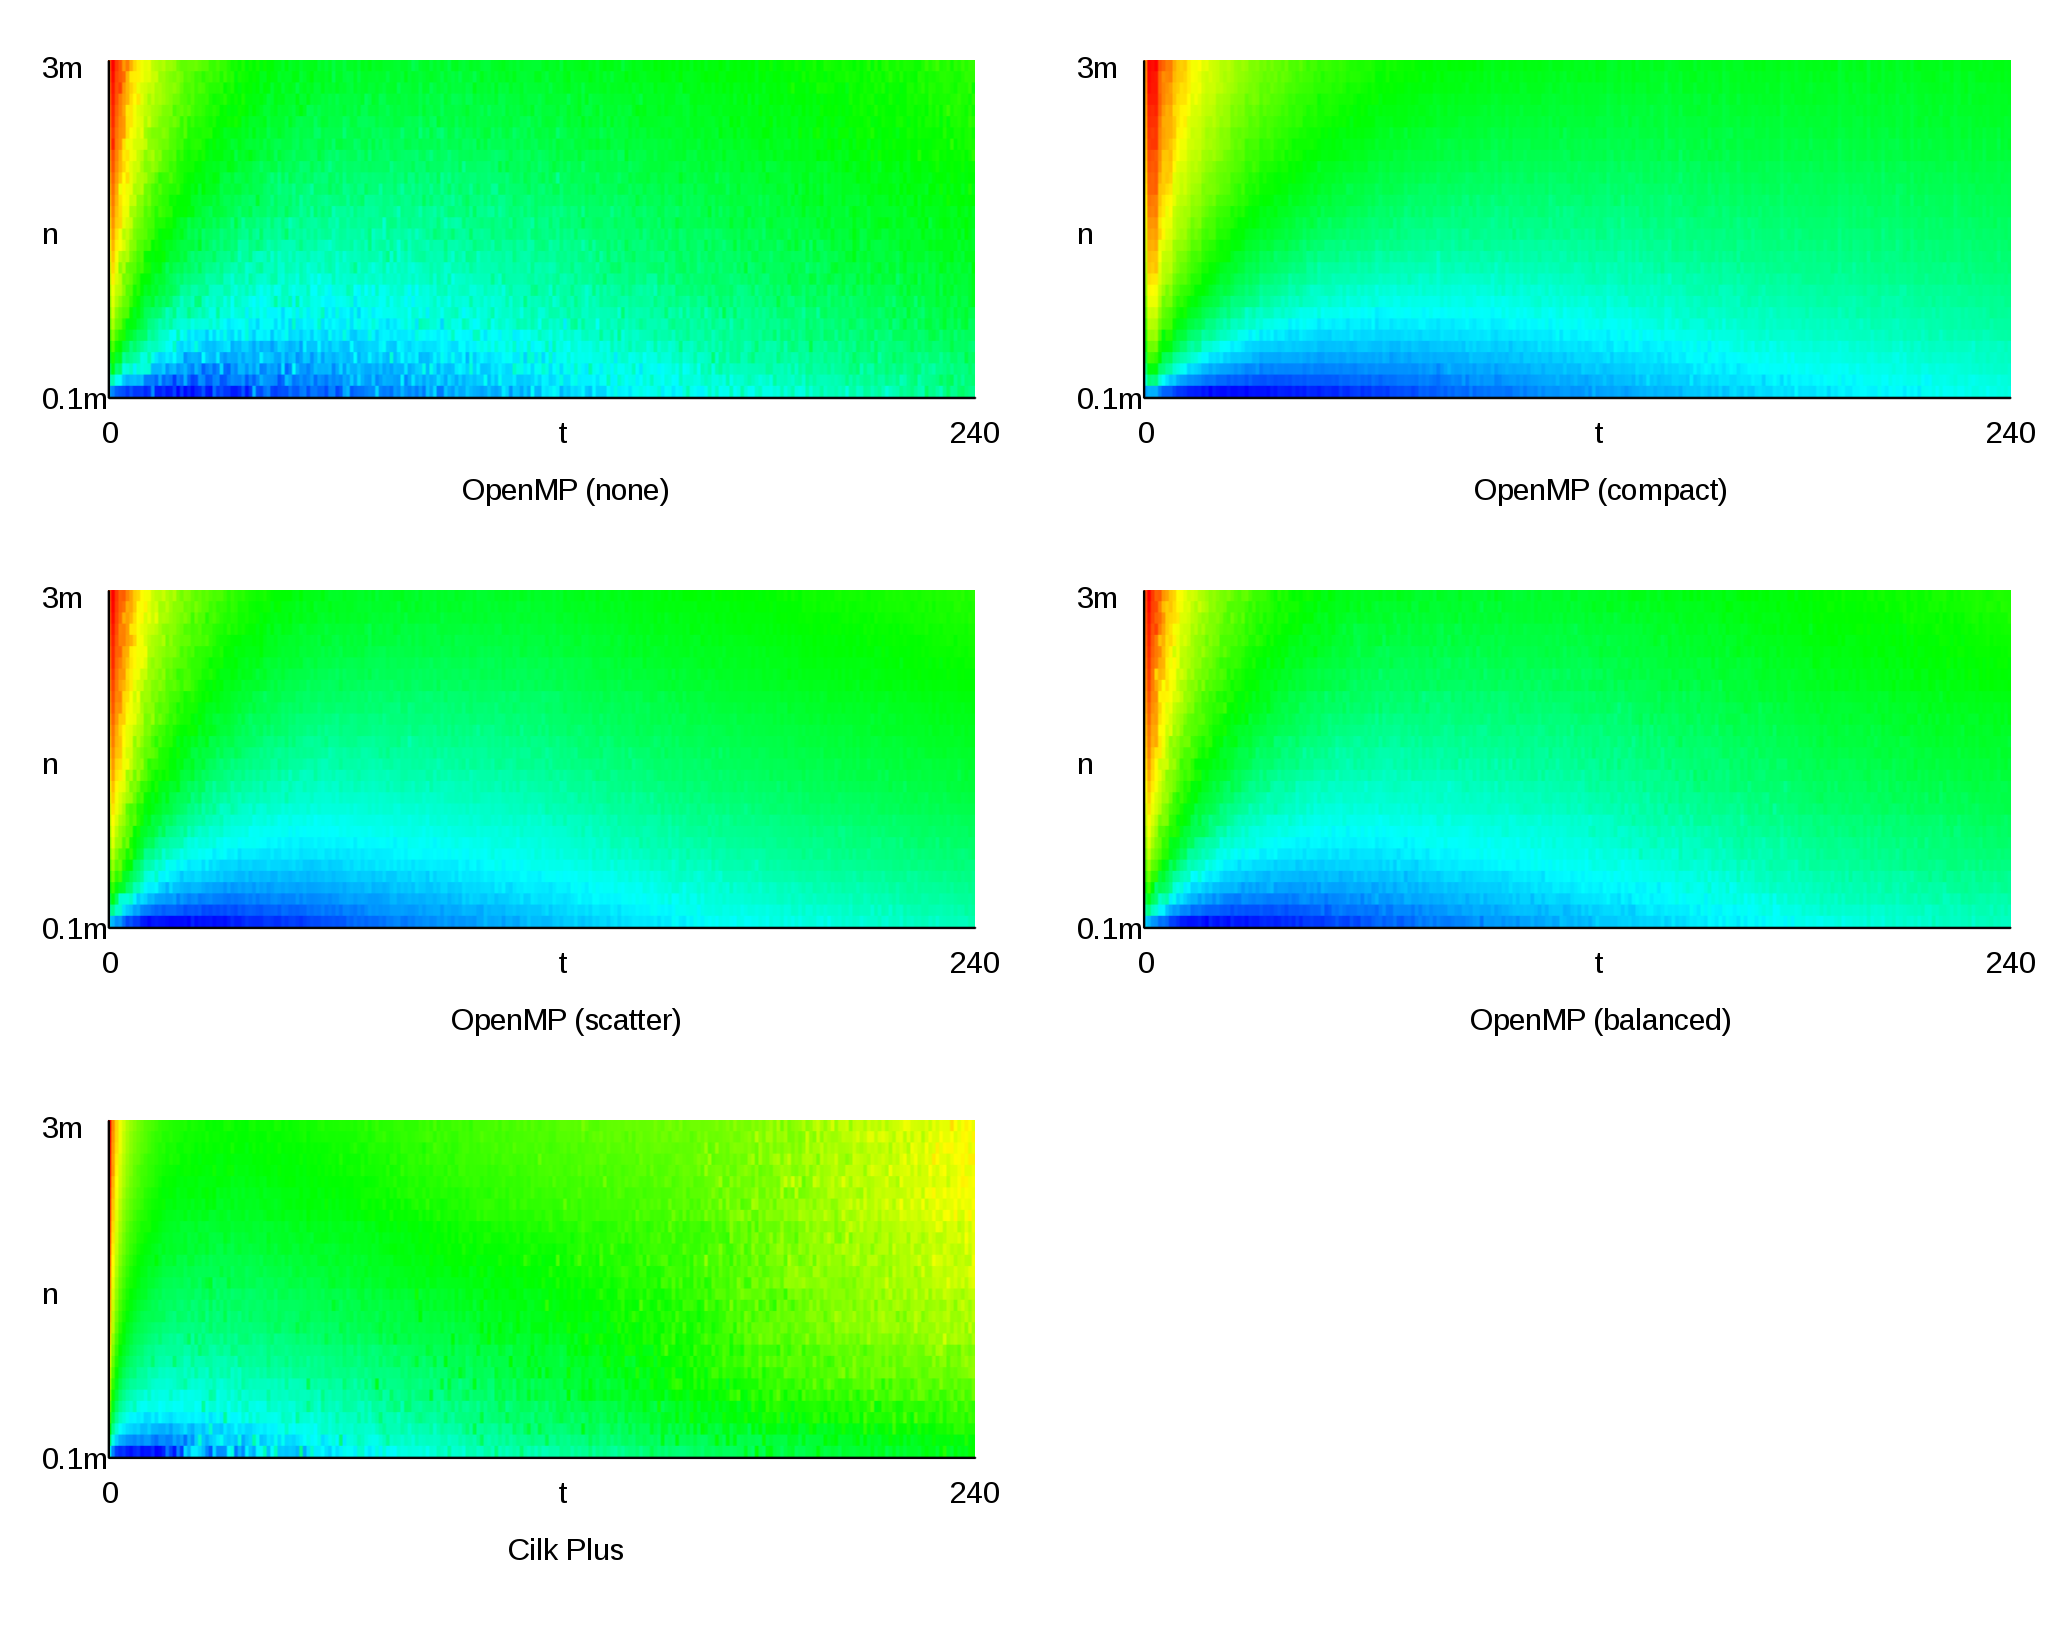 3m
n
0.1m
0 t 240
OpenMP (none)
3m
n
0.1m
0 t 240
OpenMP (compact)
3m
n
0.1m
0 t 240
OpenMP (scatter)
3m
n
0.1m
0 t 240
OpenMP (balanced)
3m
n
0.1m
0 t 240
Cilk Plus